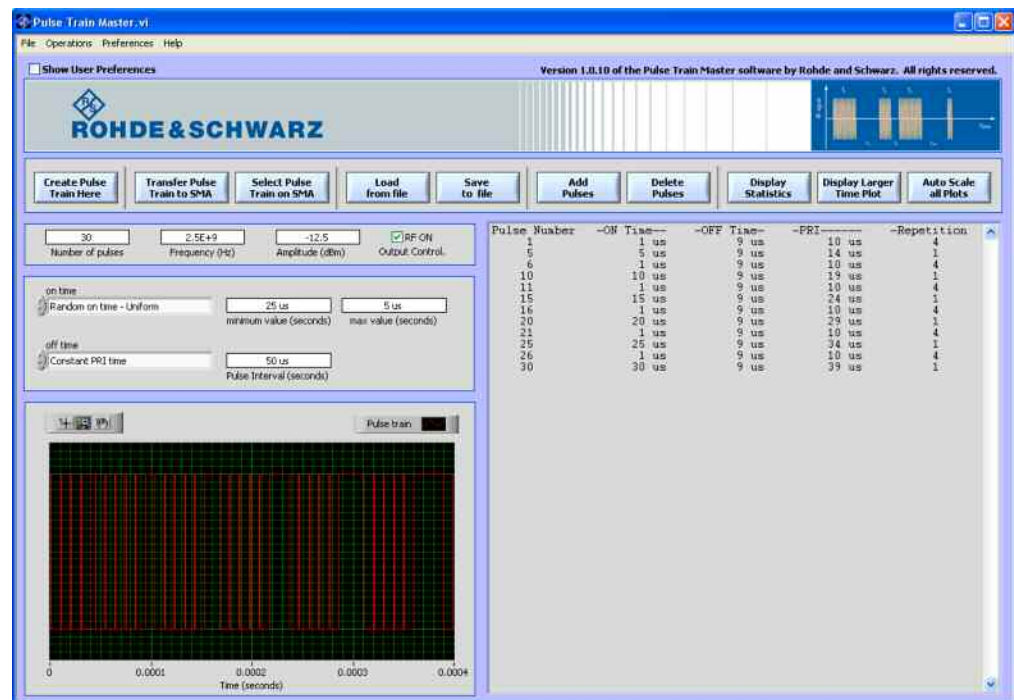 Pulse Train Master.vi
File Operations Preferences Help
Show User Preferences
Version 1.0.10 of the Pulse Train Master software by Rohde and Schwarz. All rights reserved.
R&S
ROHDE&SCHWARZ
Create Pulse Train Here
Transfer Pulse Train to SMA
Select Pulse Train on SMA
Load from file
Save to file
Add Pulses
Delete Pulses
Display Statistics
Display Larger Time Plot
Auto Scale all Plots
30
Number of pulses
2.5E+9
Frequency (Hz)
-12.5
Amplitude (dBm)
RF ON
Output Control.
on time
Random on time - Uniform
25 us
minimum value (seconds)
5 us
max value (seconds)
off time
Constant PRI time
50 us
Pulse Interval (seconds)
Pulse train
0 0.0001 0.0002 0.0003 0.0004
Time (seconds)
Pulse Number -ON Time-- -OFF Time- -PRI------ -Repetition
1 1 us 9 us 10 us 4
5 5 us 9 us 14 us 1
6 1 us 9 us 10 us 4
10 10 us 9 us 19 us 1
11 1 us 9 us 10 us 4
15 15 us 9 us 24 us 1
16 1 us 9 us 10 us 4
20 20 us 9 us 29 us 1
21 1 us 9 us 10 us 4
25 25 us 9 us 34 us 1
26 1 us 9 us 10 us 4
30 30 us 9 us 39 us 1